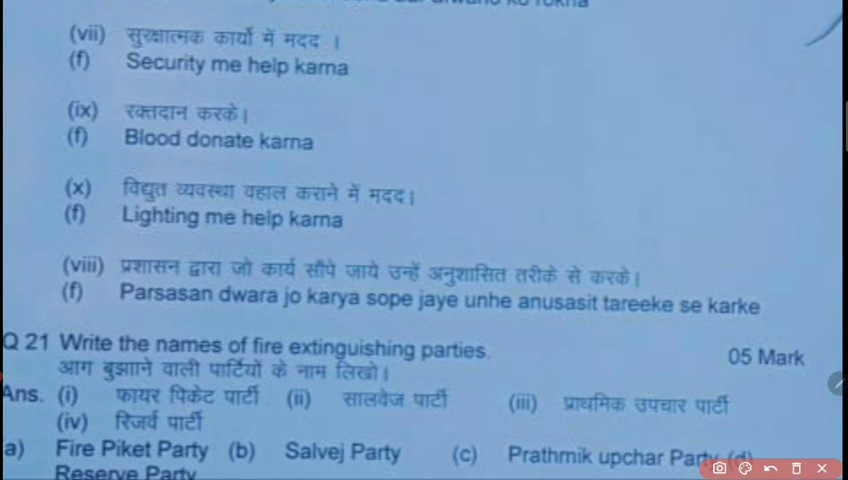 (vii) सुरक्षात्मक कार्यो में मदद ।
(f) Security me help karna
(ix) रक्तदान करके।
(f) Blood donate karna
(x) विद्युत व्यवस्था वहाल कराने में मदद।
(f) Lighting me help karna
(viii) प्रशासन द्वारा जो कार्य सौपे जाये उन्हें अनुशासित तरीके से करके।
(f) Parsasan dwara jo karya sope jaye unhe anusasit tareeke se karke
Q 21 Write the names of fire extinguishing parties. 05 Mark
आग बुझााने वाली पार्टियों के नाम लिखो।
Ans. (i) फायर पिकेट पार्टी (ii) सालवेज पार्टी (iii) प्राथमिक उपचार पार्टी
(iv) रिजर्व पार्टी
a) Fire Piket Party (b) Salvej Party (c) Prathmik upchar Party (d)
Reserve Party